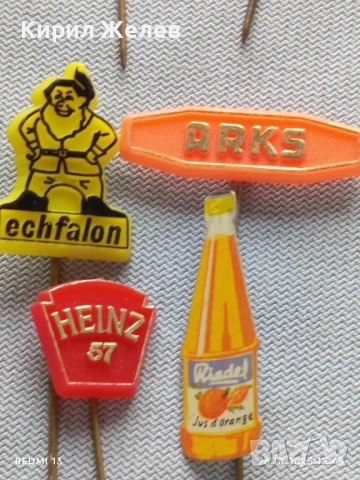 Кирил Желев
ARKS
echfalon
HEINZ
57
Riedel
Jus d'orange
REDMI 13